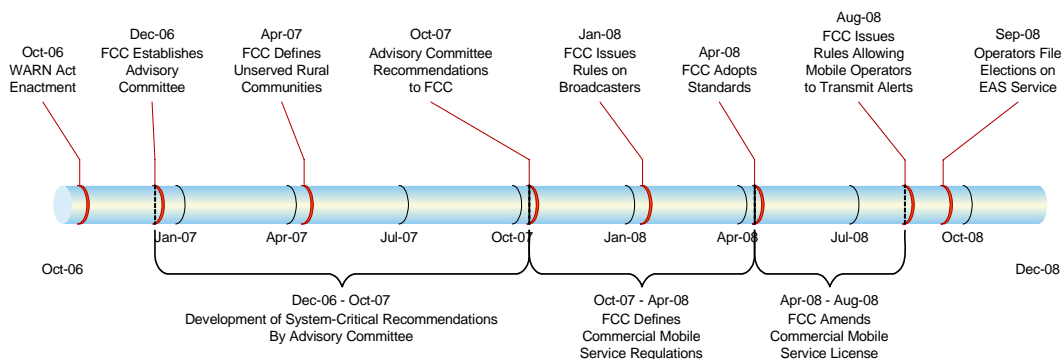 Oct-06
WARN Act
Enactment
Dec-06
FCC Establishes
Advisory
Committee
Apr-07
FCC Defines
Unserved Rural
Communities
Oct-07
Advisory Committee
Recommendations
to FCC
Jan-08
FCC Issues
Rules on
Broadcasters
Apr-08
FCC Adopts
Standards
Aug-08
FCC Issues
Rules Allowing
Mobile Operators
to Transmit Alerts
Sep-08
Operators File
Elections on
EAS Service
Jan-07
Apr-07
Jul-07
Oct-07
Jan-08
Apr-08
Jul-08
Oct-08
Oct-06
Dec-08
Dec-06 - Oct-07
Development of System-Critical Recommendations
By Advisory Committee
Oct-07 - Apr-08
FCC Defines
Commercial Mobile
Service Regulations
Apr-08 - Aug-08
FCC Amends
Commercial Mobile
Service License